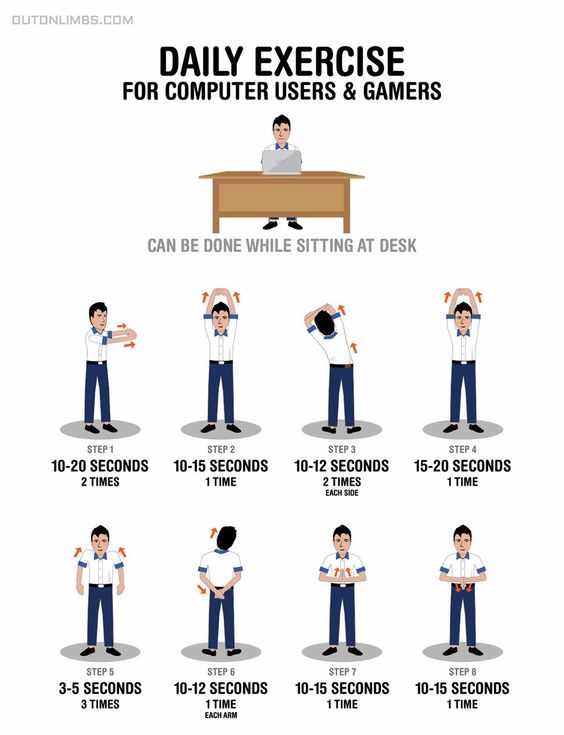 OUTONLIMBS.COM
DAILY EXERCISE
FOR COMPUTER USERS & GAMERS
CAN BE DONE WHILE SITTING AT DESK
STEP 1
10-20 SECONDS
2 TIMES
STEP 2
10-15 SECONDS
1 TIME
STEP 3
10-12 SECONDS
2 TIMES
EACH SIDE
STEP 4
15-20 SECONDS
1 TIME
STEP 5
3-5 SECONDS
3 TIMES
STEP 6
10-12 SECONDS
1 TIME
EACH ARM
STEP 7
10-15 SECONDS
1 TIME
STEP 8
10-15 SECONDS
1 TIME